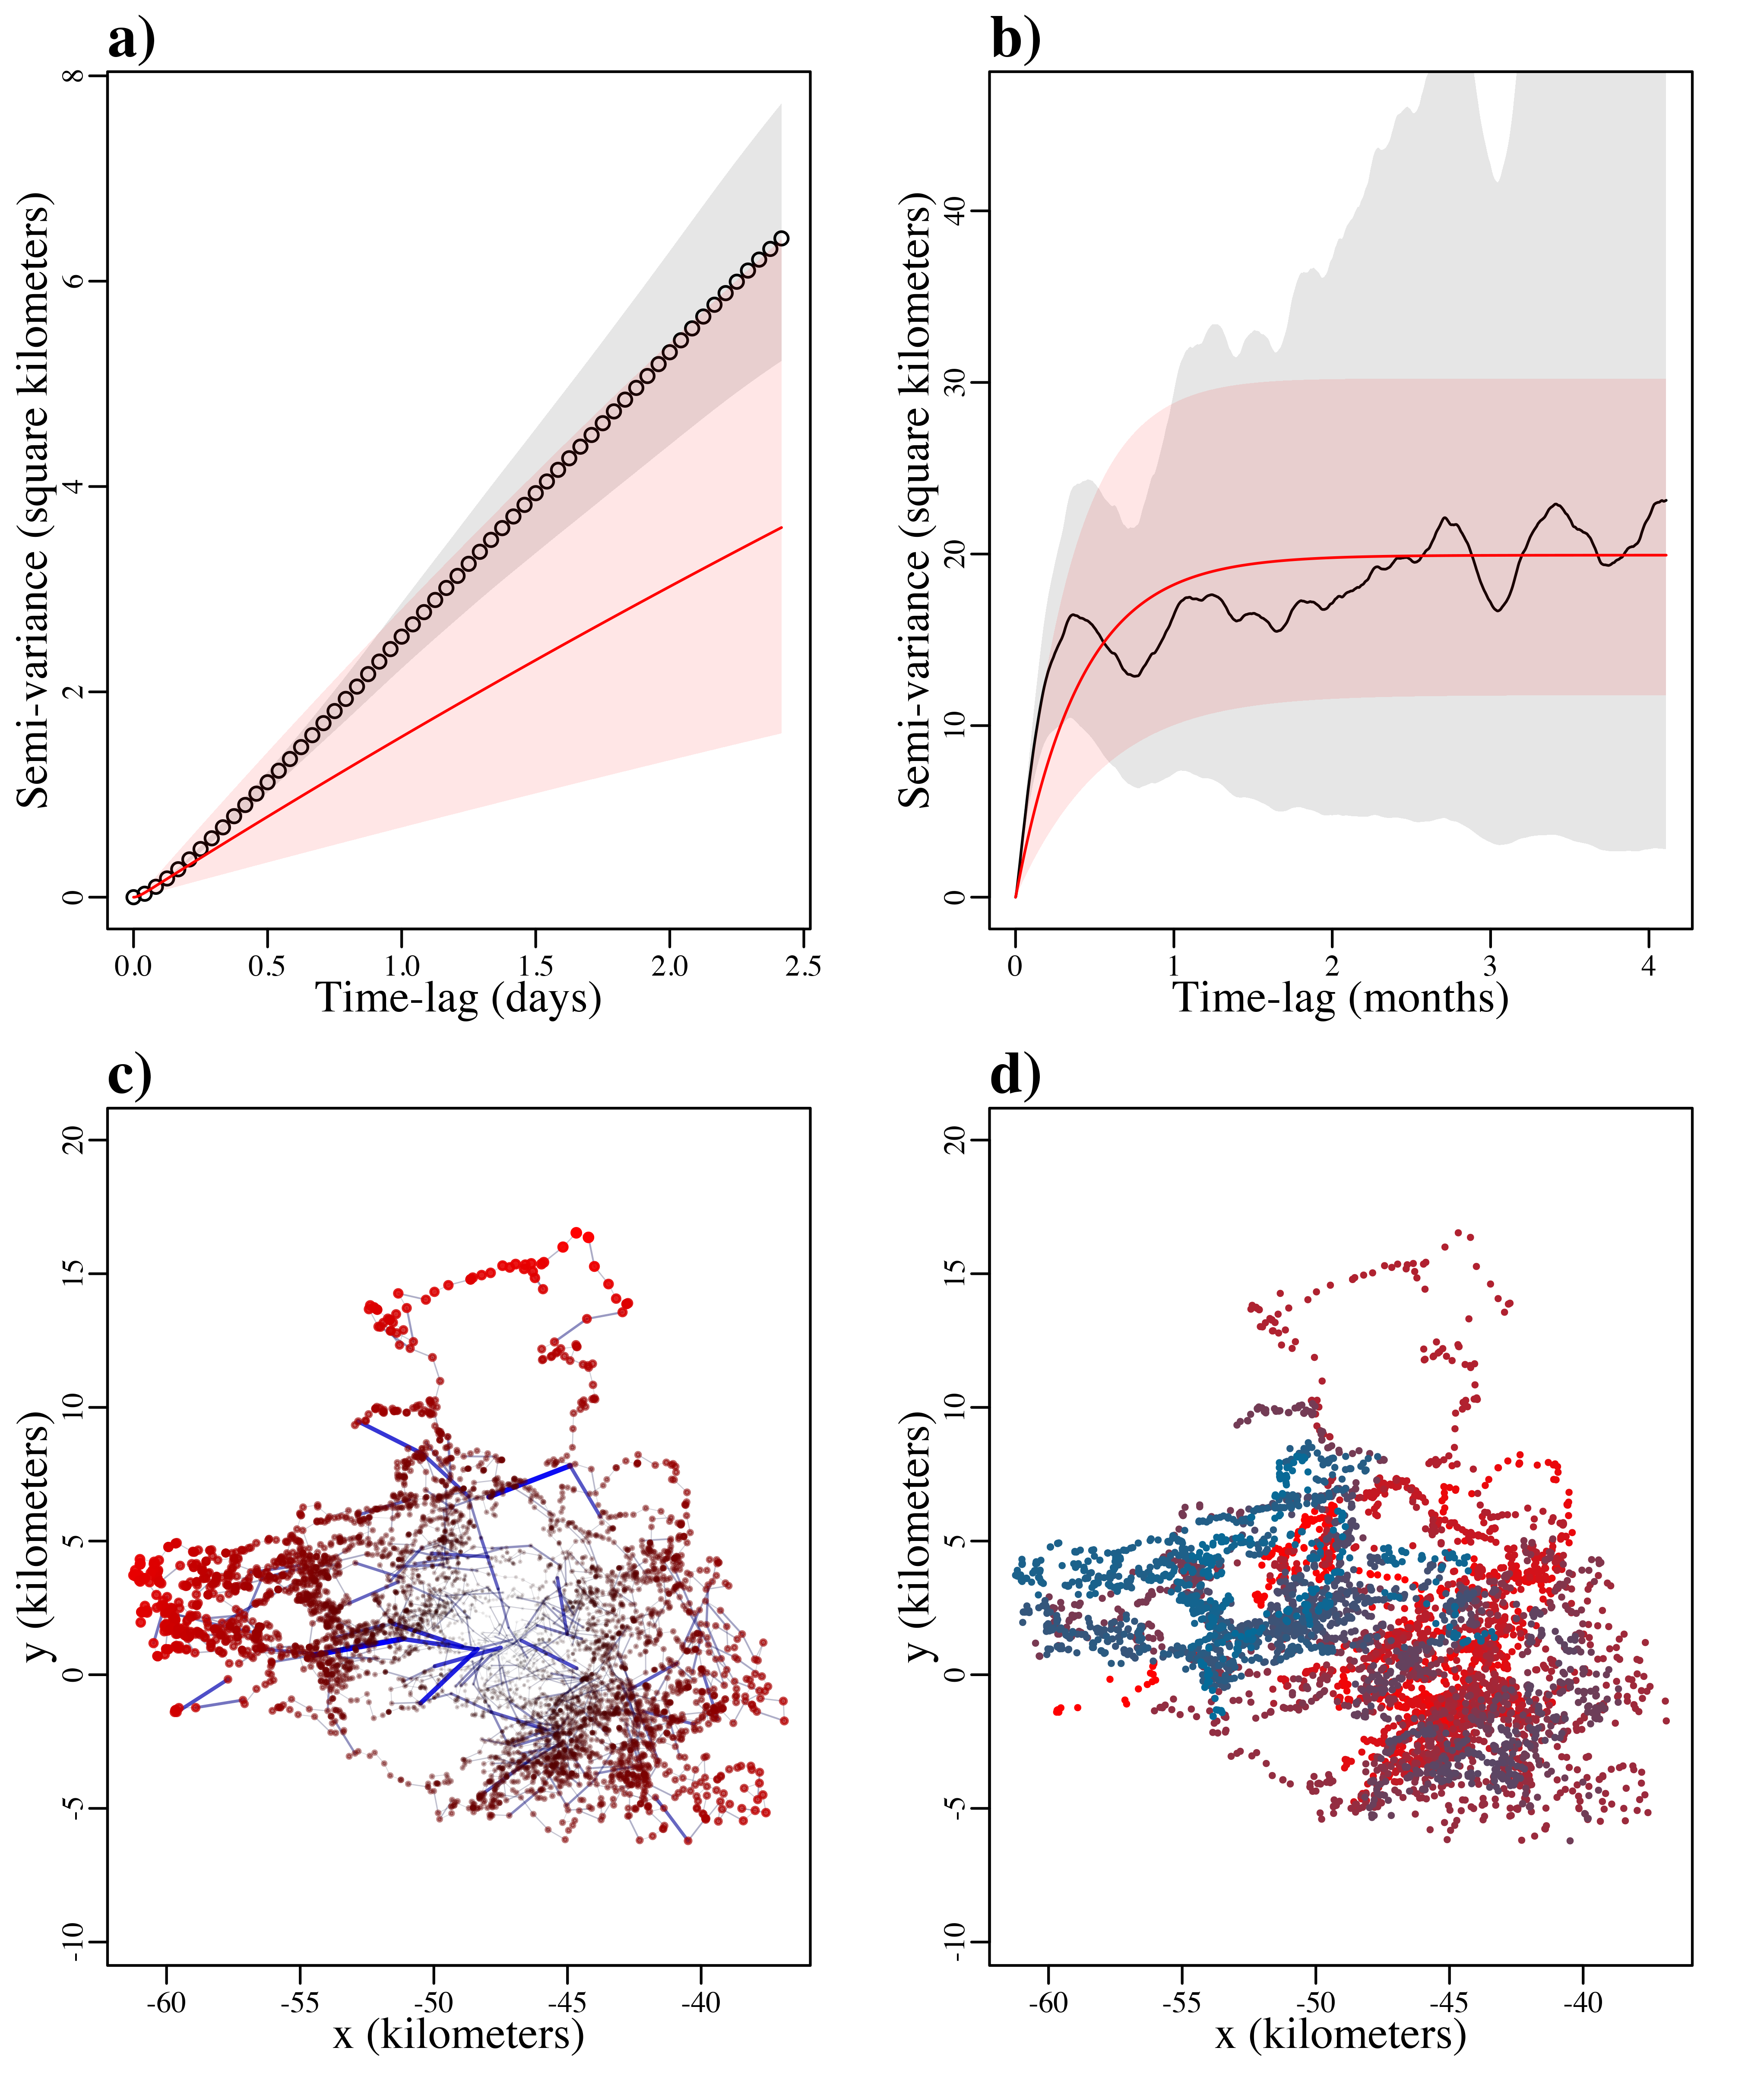 a)
8
6
4
2
0
Semi-variance (square kilometers)
0.0 0.5 1.0 1.5 2.0 2.5
Time-lag (days)
b)
40
30
20
10
0
Semi-variance (square kilometers)
0 1 2 3 4
Time-lag (months)
c)
20
15
10
5
0
-5
-10
y (kilometers)
-60 -55 -50 -45 -40
x (kilometers)
d)
20
15
10
5
0
-5
-10
y (kilometers)
-60 -55 -50 -45 -40
x (kilometers)